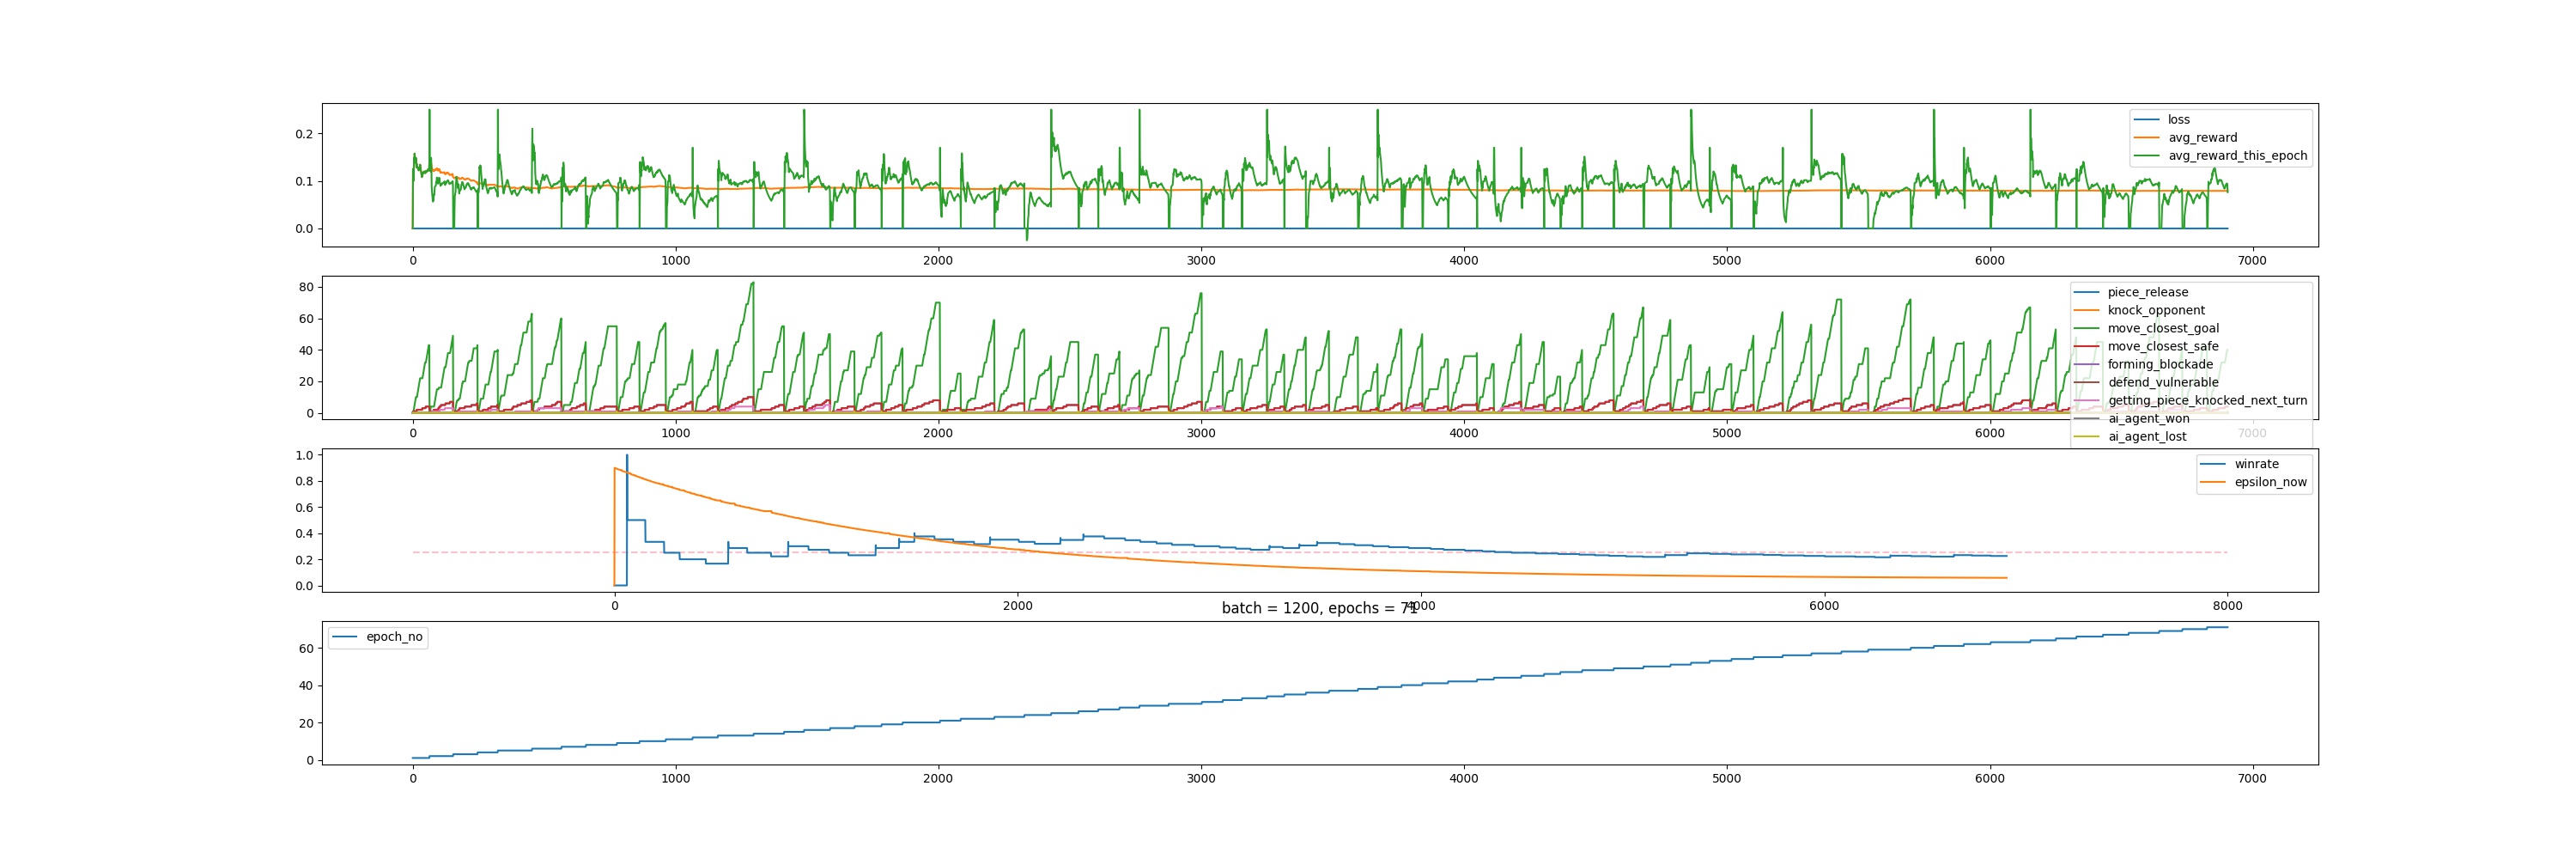 0.2
0.1
0.0
loss
avg_reward
avg_reward_this_epoch
0 1000 2000 3000 4000 5000 6000 7000
80
60
40
20
0
piece_release
knock_opponent
move_closest_goal
move_closest_safe
forming_blockade
defend_vulnerable
getting_piece_knocked_next_turn
ai_agent_won
ai_agent_lost
0 1000 2000 3000 4000 5000 6000 7000
1.0
0.8
0.6
0.4
0.2
0.0
winrate
epsilon_now
0 2000 4000 6000 8000
batch = 1200, epochs = 71
60
40
20
0
epoch_no
0 1000 2000 3000 4000 5000 6000 7000